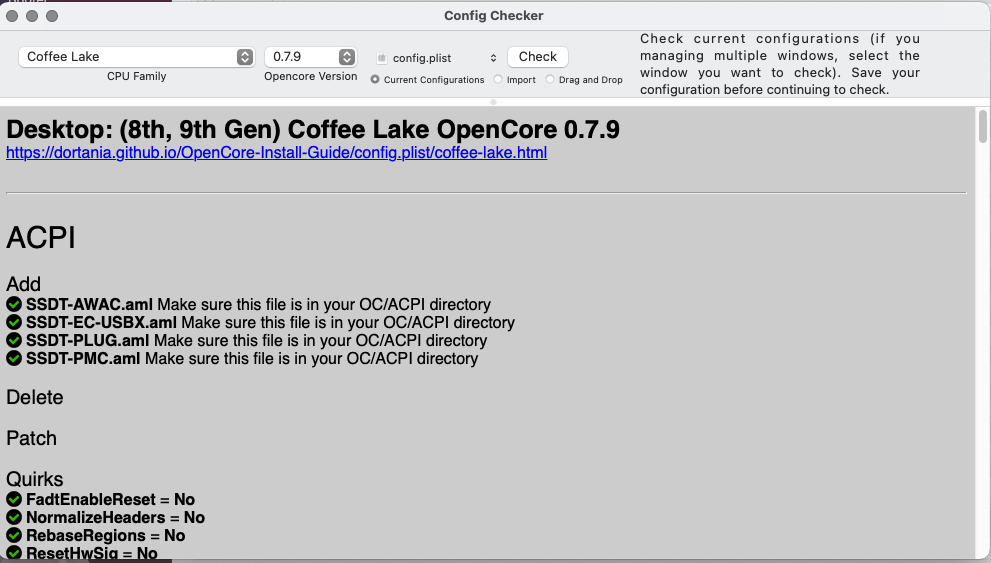 Config Checker
Coffee Lake
0.7.9
config.plist
Check
CPU Family
Opencore Version
Current Configurations
Import
Drag and Drop
Check current configurations (if you
managing multiple windows, select the
window you want to check). Save your
configuration before continuing to check.
Desktop: (8th, 9th Gen) Coffee Lake OpenCore 0.7.9
https://dortania.github.io/OpenCore-Install-Guide/config.plist/coffee-lake.html
ACPI
Add
SSDT-AWAC.aml Make sure this file is in your OC/ACPI directory
SSDT-EC-USBX.aml Make sure this file is in your OC/ACPI directory
SSDT-PLUG.aml Make sure this file is in your OC/ACPI directory
SSDT-PMC.aml Make sure this file is in your OC/ACPI directory
Delete
Patch
Quirks
FadtEnableReset = No
NormalizeHeaders = No
RebaseRegions = No
ResetHwSig = No